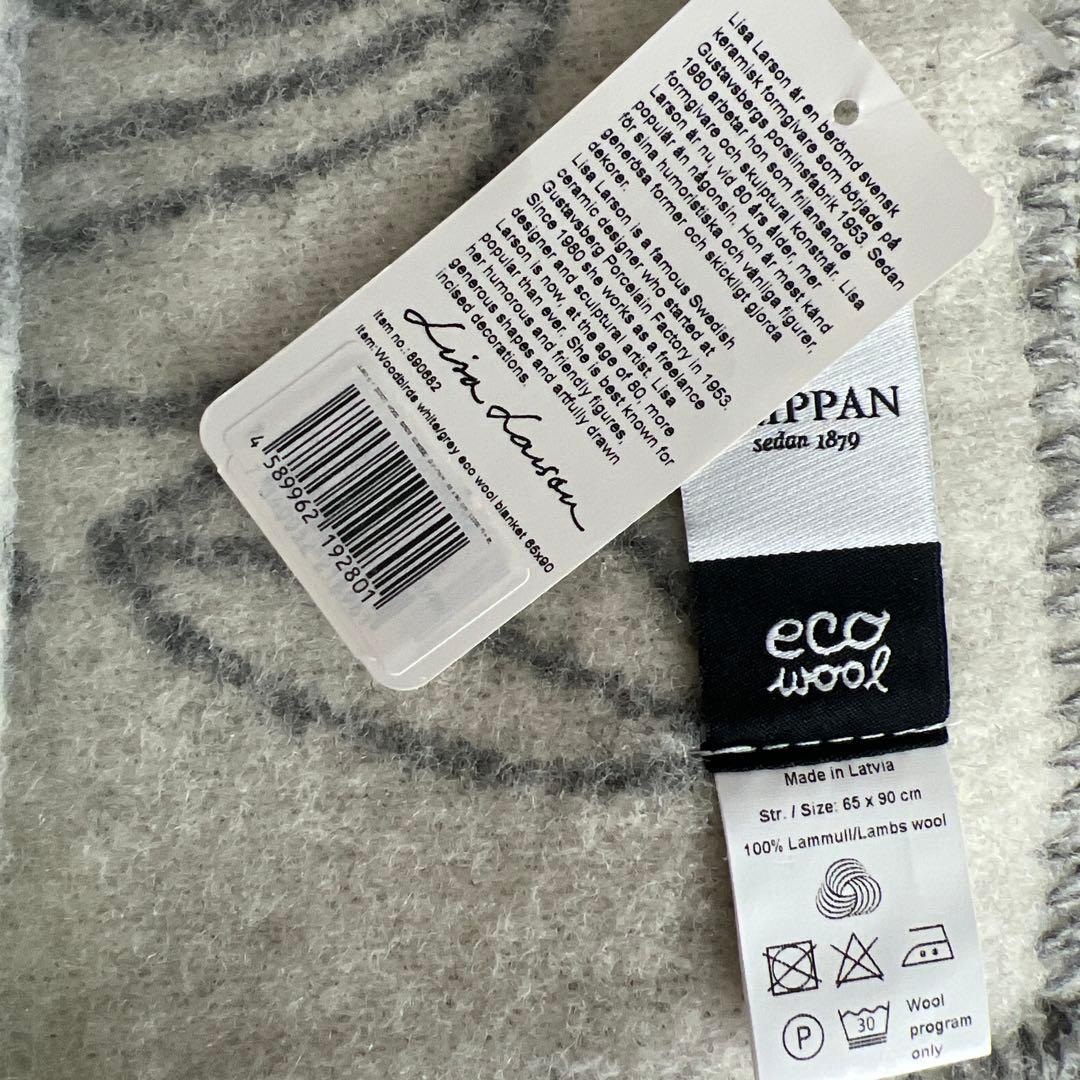 Lisa Larson är en berömd svensk
keramisk formgivare som började på
Gustavsbergs porslinsfabrik 1953. Sedan
1980 arbetar hon som frilansande
formgivare och skulptural konstnär. Lisa
Larson är nu, vid 80 års ålder, mer
populär än någonsin. Hon är mest känd
för sina humoristiska och vänliga figurer,
generösa former och skickligt gjorda
dekorer.
Lisa Larson is a famous Swedish
ceramic designer who started at
Gustavsberg Porcelain Factory in 1953.
Since 1980 she works as a freelance
designer and sculptural artist. Lisa
Larson is now, at the age of 80, more
popular than ever. She is best known for
her humorous and friendly figures,
generous shapes and artfully drawn
incised decorations.
Lisa Larson
item no.: 890662
item: Woodbirds white/grey eco wool blanket 65x90
4 589962 192801
IPPAN
sedan 1879
eco
wool
Made in Latvia
Str. / Size: 65 x 90 cm
100% Lammull/Lambs wool
P
30
Wool
program
only